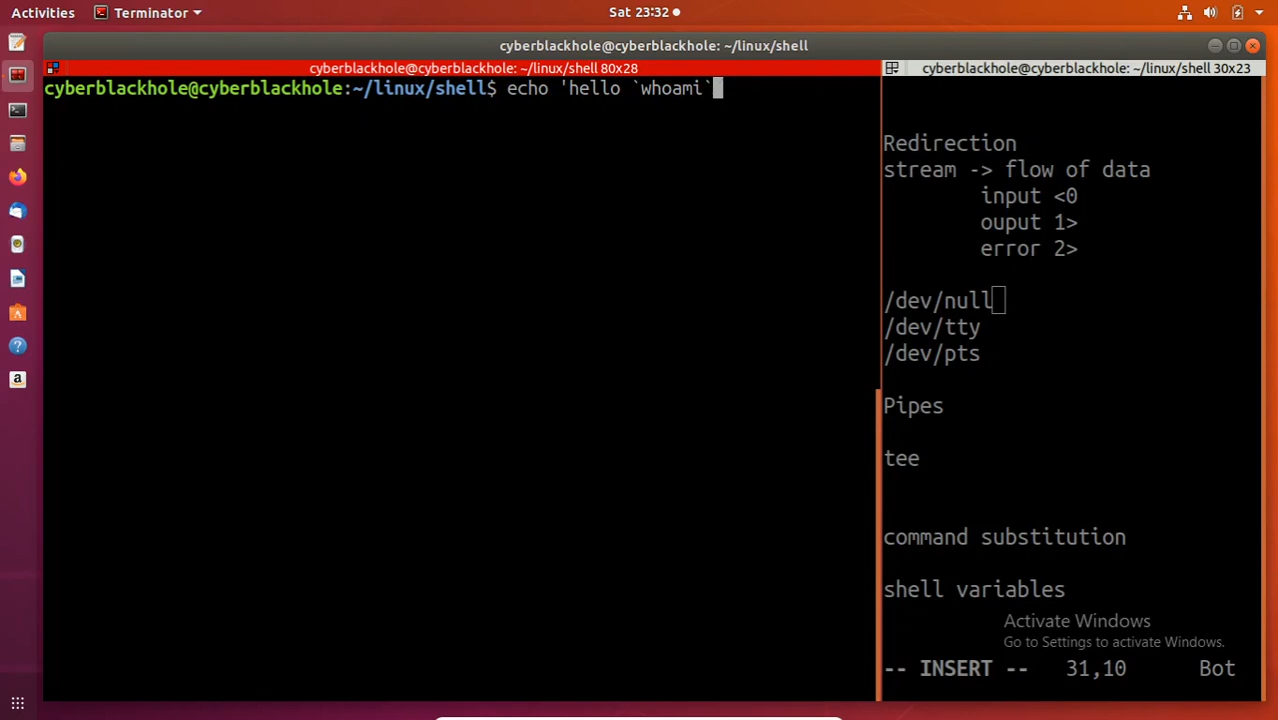 Activities Terminator Sat 23:32
cyberblackhole@cyberblackhole: ~/linux/shell
cyberblackhole@cyberblackhole: ~/linux/shell 80x28
cyberblackhole@cyberblackhole:~/linux/shell$ echo 'hello `whoami`
cyberblackhole@cyberblackhole: ~/linux/shell 30x23
Redirection
stream -> flow of data
input <0
ouput 1>
error 2>
/dev/null
/dev/tty
/dev/pts
Pipes
tee
command substitution
shell variables
Activate Windows
Go to Settings to activate Windows.
-- INSERT -- 31,10 Bot